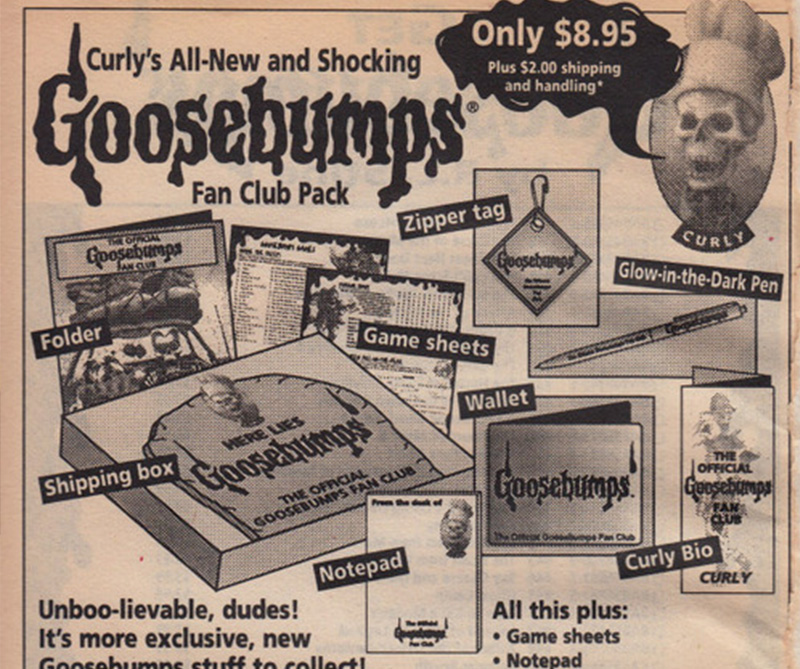 Curly's All-New and Shocking
Goosebumps®
Fan Club Pack
Only $8.95
Plus $2.00 shipping
and handling*
CURLY
Zipper tag
Goosebumps
Glow-in-the-Dark Pen
Goosebumps
THE OFFICIAL
Goosebumps
FAN CLUB
Folder
Game sheets
HERE LIES
Goosebumps
THE OFFICIAL
GOOSEBUMPS FAN CLUB
Shipping box
Wallet
Goosebumps
The Official Goosebumps Fan Club
THE
OFFICIAL
Goosebumps
FAN
CLUB
CURLY
Curly Bio
From the desk of
The Official
Goosebumps
Fan Club
Notepad
Unboo-lievable, dudes!
It's more exclusive, new
Goosebumps stuff to collect!
All this plus:
• Game sheets
• Notepad